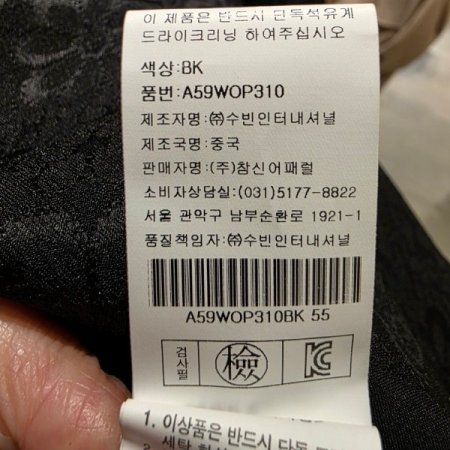 이 제품은 반드시 단독석유계
드라이크리닝 하여주십시오
색상:BK
품번:A59WOP310
제조자명:㈜수빈인터내셔널
제조국명:중국
판매자명:(주)참신어패럴
소비자상담실:(031)5177-8822
서울 관악구 남부순환로 1921-1
품질책임자:㈜수빈인터내셔널
A59WOP310BK 55
검사필 檢 KC
1. 이상품은 반드시 단독
2. 세탁